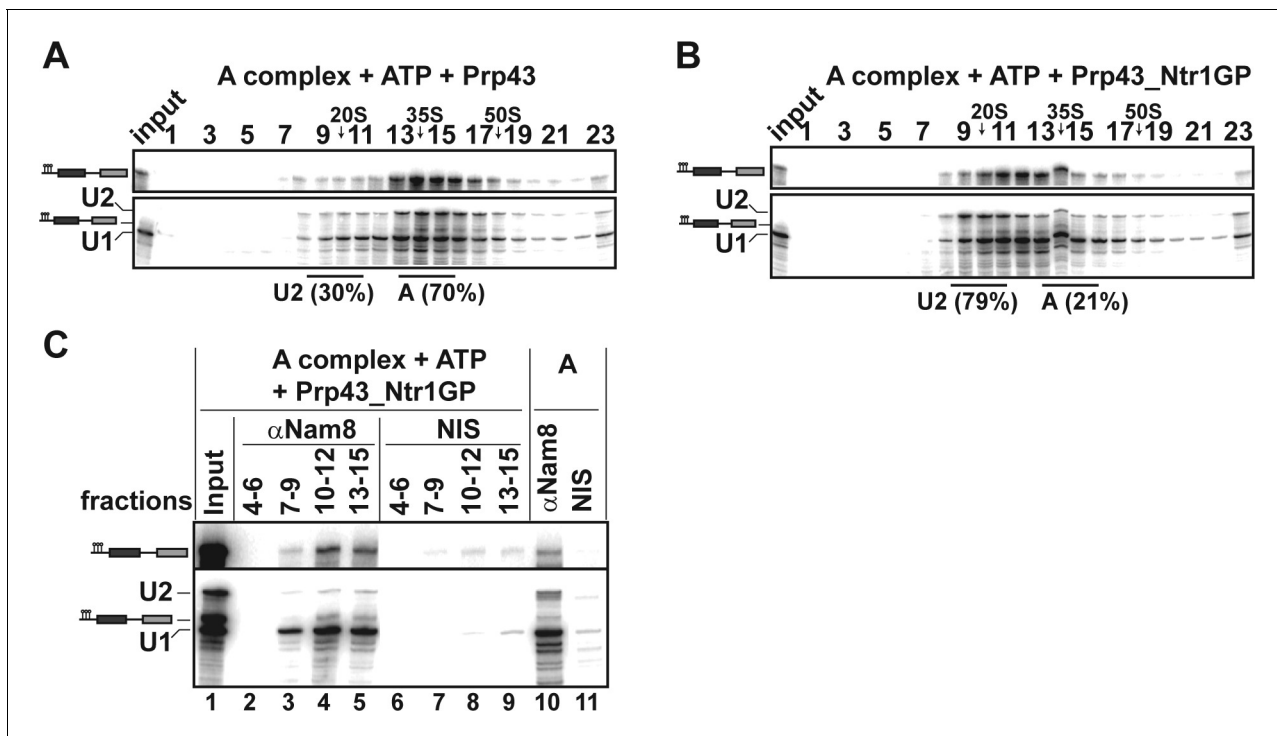 A
A complex + ATP + Prp43
input 1 3 5 7 9 11 13 15 17 19 21 23
20S 35S 50S
U2
U1
U2 (30%) A (70%)
B
A complex + ATP + Prp43_Ntr1GP
input 1 3 5 7 9 11 13 15 17 19 21 23
20S 35S 50S
U2
U1
U2 (79%) A (21%)
C
A complex + ATP
+ Prp43_Ntr1GP
A
αNam8 NIS
fractions Input 4-6 7-9 10-12 13-15 4-6 7-9 10-12 13-15 αNam8 NIS
U2
U1
1 2 3 4 5 6 7 8 9 10 11